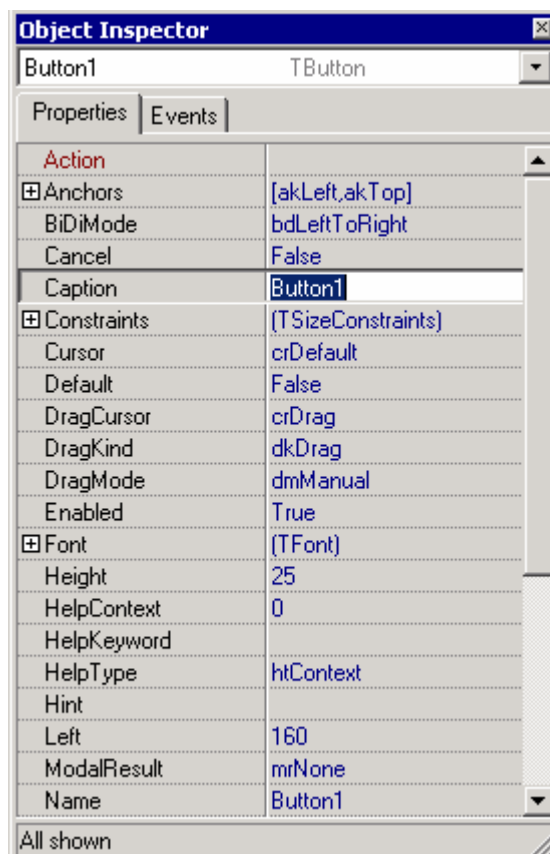 Object Inspector
Button1 TButton
Properties Events
Action
Anchors [akLeft,akTop]
BiDiMode bdLeftToRight
Cancel False
Caption Button1
Constraints (TSizeConstraints)
Cursor crDefault
Default False
DragCursor crDrag
DragKind dkDrag
DragMode dmManual
Enabled True
Font (TFont)
Height 25
HelpContext 0
HelpKeyword
HelpType htContext
Hint
Left 160
ModalResult mrNone
Name Button1
All shown